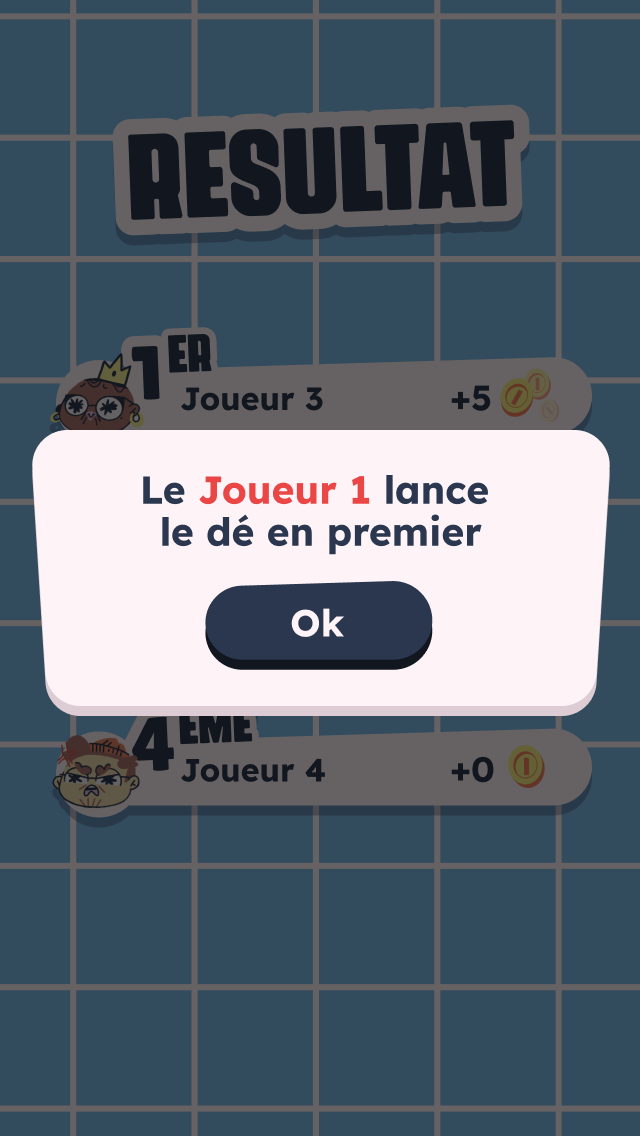 RESULTAT
1ER
Joueur 3 +5
Le Joueur 1 lance
le dé en premier
Ok
4EME
Joueur 4 +0